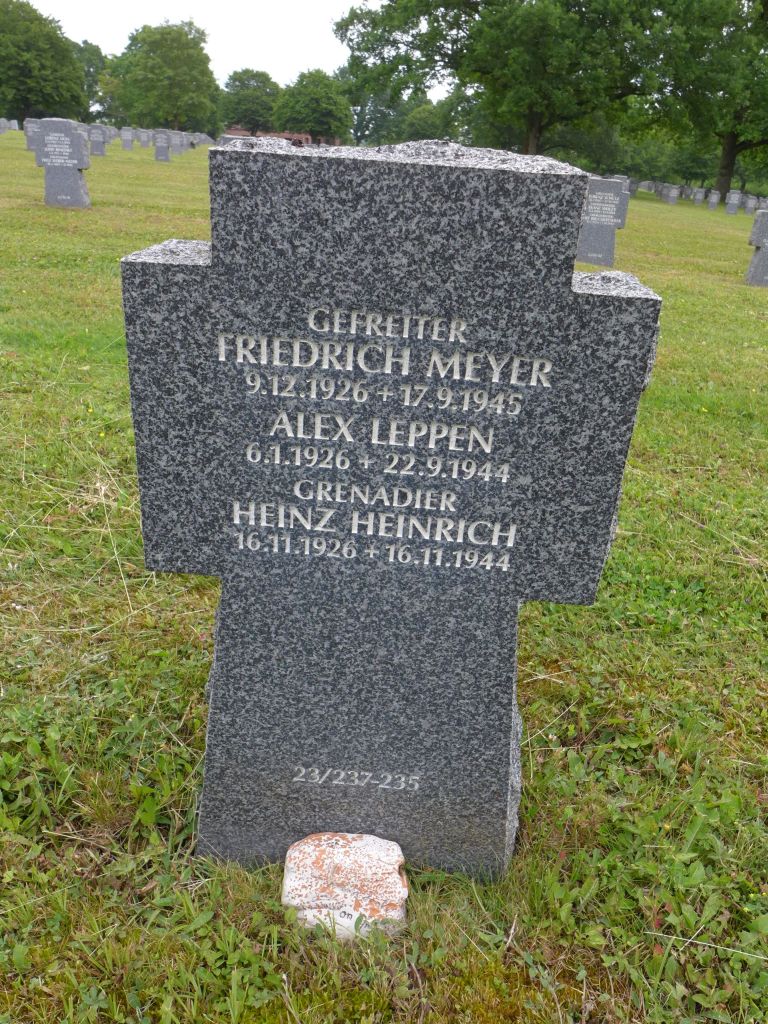 GEFREITER
FRIEDRICH MEYER
9.12.1926 + 17.9.1945
ALEX LEPPEN
6.1.1926 + 22.9.1944
GRENADIER
HEINZ HEINRICH
16.11.1926 + 16.11.1944
23/237-235
on